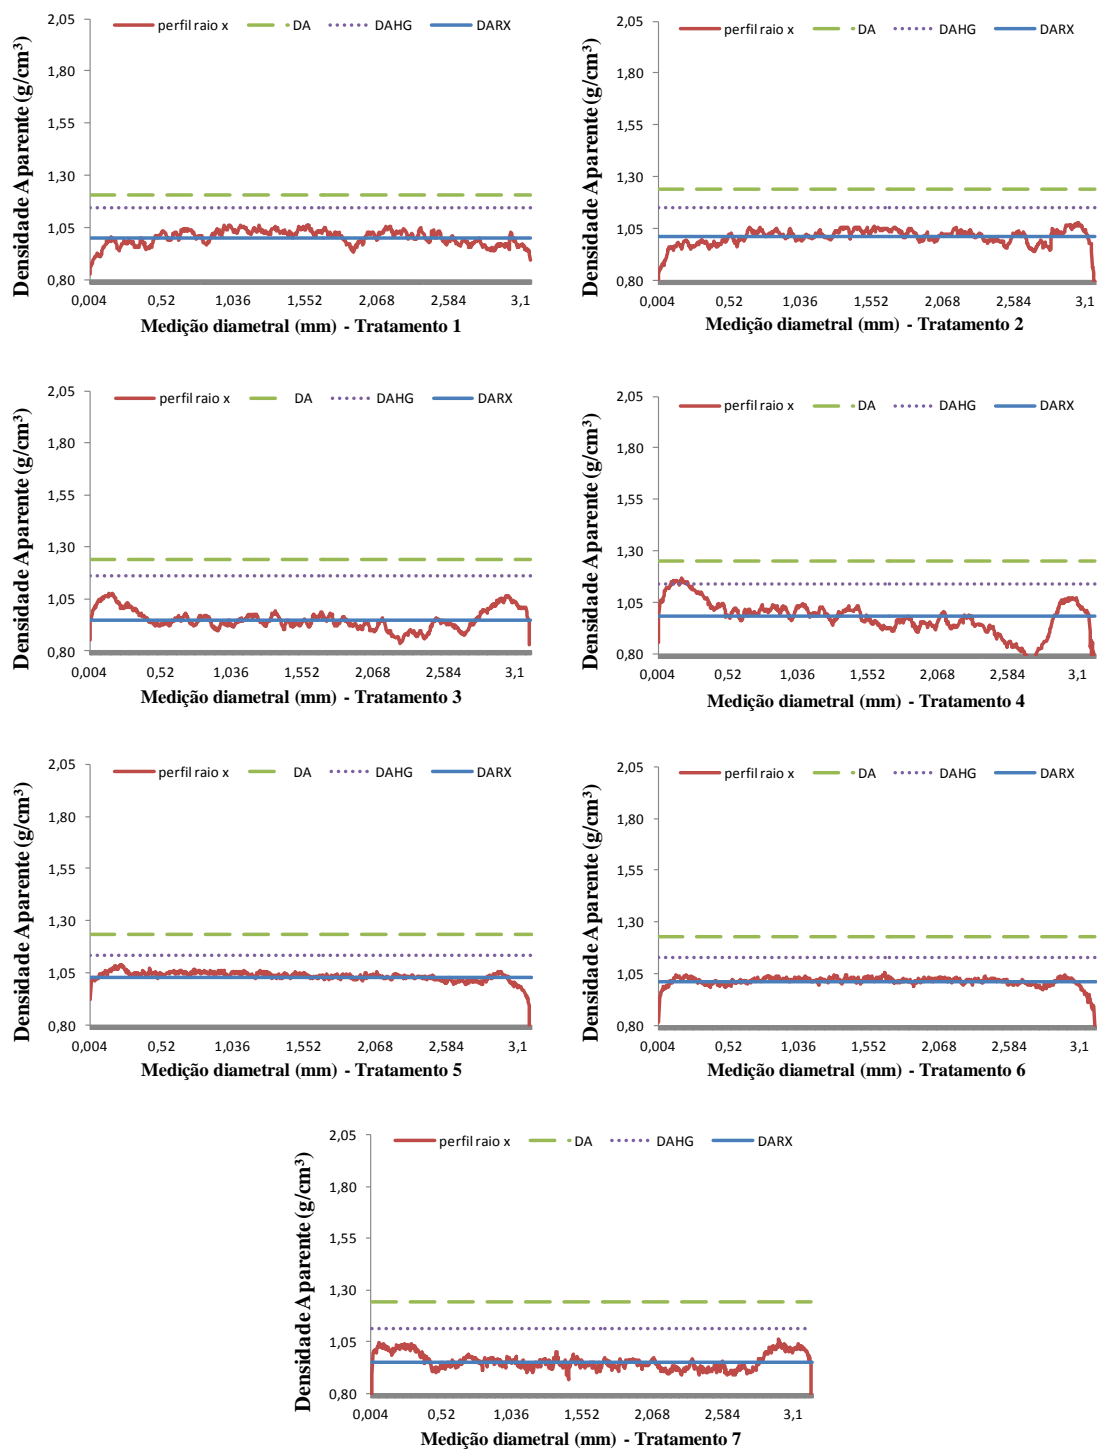 perfil raio x DA DAHG DARX
Densidade Aparente (g/cm³)
2,05
1,80
1,55
1,30
1,05
0,80
0,004 0,52 1,036 1,552 2,068 2,584 3,1
Medição diametral (mm) - Tratamento 1
perfil raio x DA DAHG DARX
Densidade Aparente (g/cm³)
2,05
1,80
1,55
1,30
1,05
0,80
0,004 0,52 1,036 1,552 2,068 2,584 3,1
Medição diametral (mm) - Tratamento 2
perfil raio x DA DAHG DARX
Densidade Aparente (g/cm³)
2,05
1,80
1,55
1,30
1,05
0,80
0,004 0,52 1,036 1,552 2,068 2,584 3,1
Medição diametral (mm) - Tratamento 3
perfil raio x DA DAHG DARX
Densidade Aparente (g/cm³)
2,05
1,80
1,55
1,30
1,05
0,80
0,004 0,52 1,036 1,552 2,068 2,584 3,1
Medição diametral (mm) - Tratamento 4
perfil raio x DA DAHG DARX
Densidade Aparente (g/cm³)
2,05
1,80
1,55
1,30
1,05
0,80
0,004 0,52 1,036 1,552 2,068 2,584 3,1
Medição diametral (mm) - Tratamento 5
perfil raio x DA DAHG DARX
Densidade Aparente (g/cm³)
2,05
1,80
1,55
1,30
1,05
0,80
0,004 0,52 1,036 1,552 2,068 2,584 3,1
Medição diametral (mm) - Tratamento 6
perfil raio x DA DAHG DARX
Densidade Aparente (g/cm³)
2,05
1,80
1,55
1,30
1,05
0,80
0,004 0,52 1,036 1,552 2,068 2,584 3,1
Medição diametral (mm) - Tratamento 7